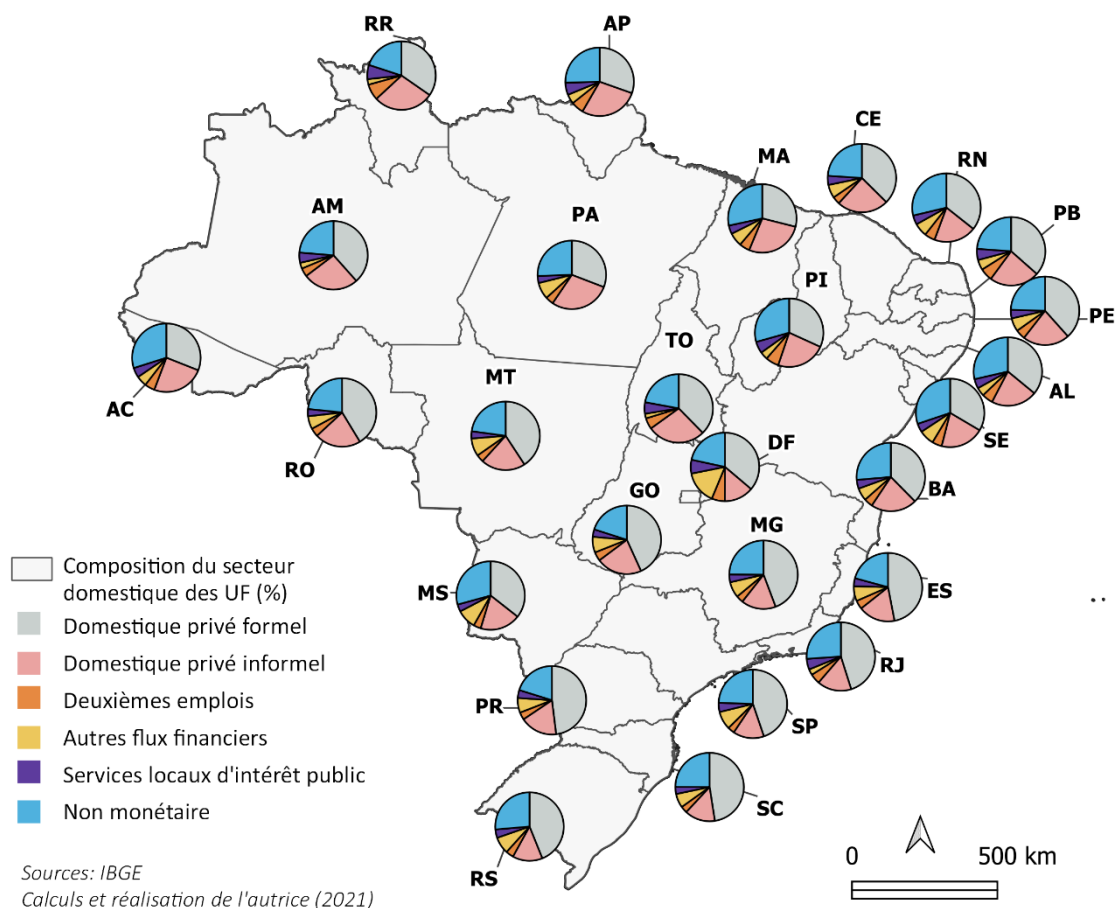 RR
AP
CE
MA
RN
AM
PA
PB
PI
PE
TO
MT
AL
AC
SE
RO
DF
BA
GO
MG
MS
ES
RJ
PR
SP
SC
RS
Composition du secteur
domestique des UF (%)
Domestique privé formel
Domestique privé informel
Deuxièmes emplois
Autres flux financiers
Services locaux d'intérêt public
Non monétaire
Sources: IBGE
Calculs et réalisation de l'autrice (2021)
0 500 km